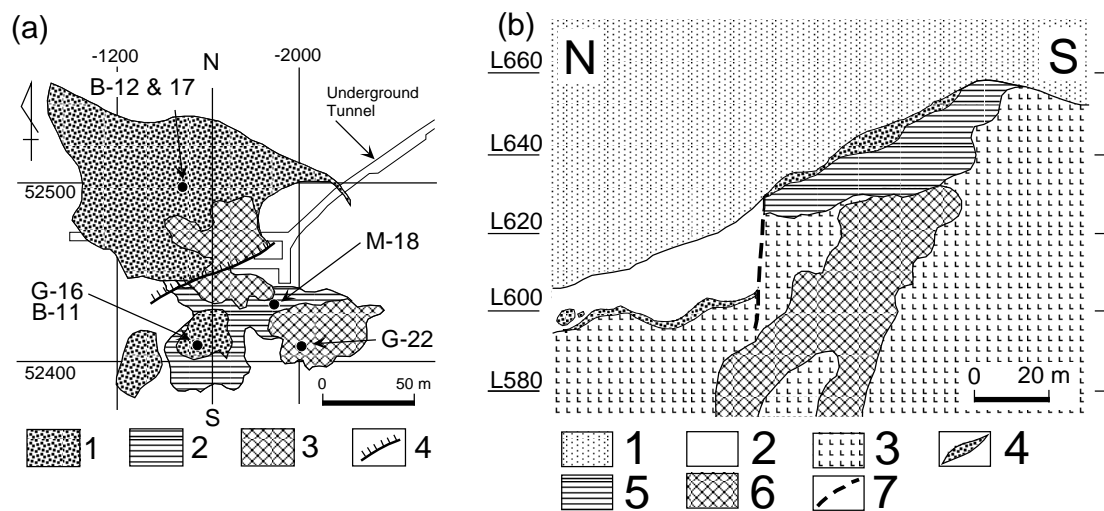 (a)
-1200
N
-2000
B-12 & 17
Underground
Tunnel
52500
M-18
G-16
B-11
G-22
52400
0
50 m
S
1
2
3
4
(b)
L660
N
S
L640
L620
L600
L580
0
20 m
1
2
3
4
5
6
7